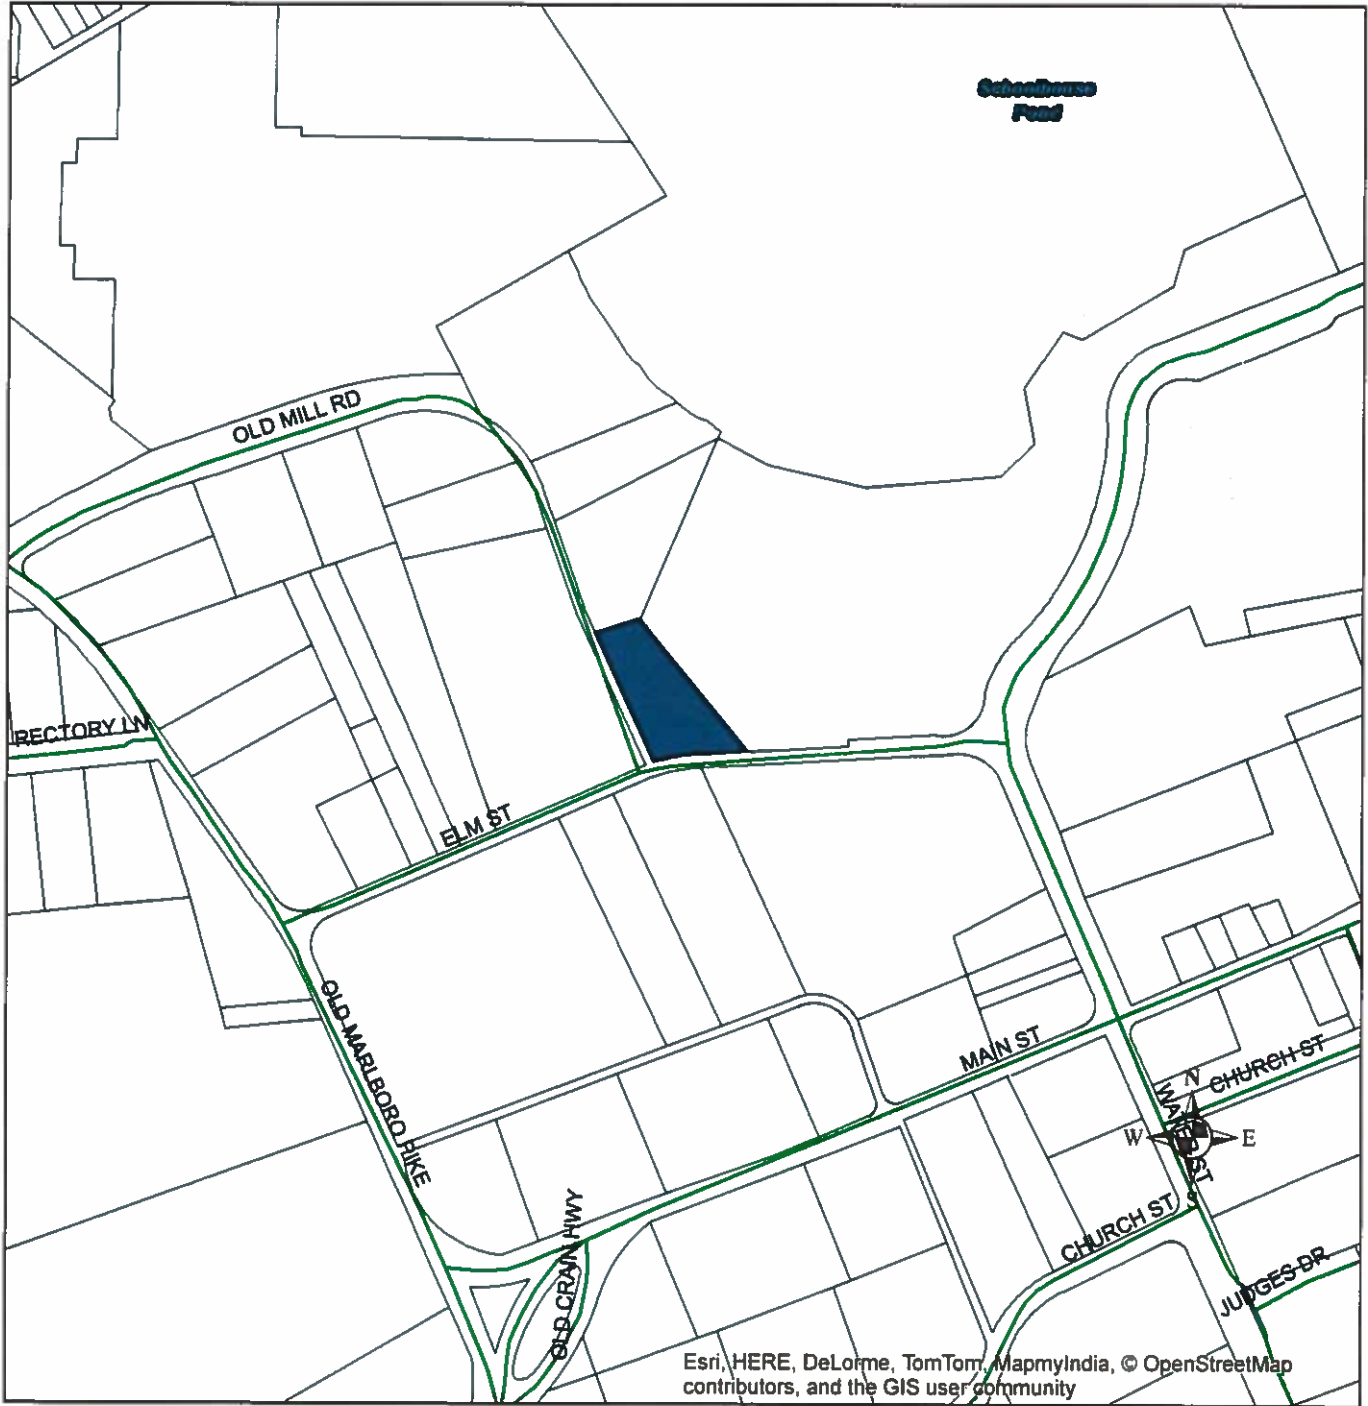 Schoolhouse
Pond
OLD MILL RD
RECTORY LN
ELM ST
OLD MARLBORO PIKE
MAIN ST
CHURCH ST
N
W
E
S
WATER ST
CHURCH ST
OLD CRAIN HWY
JUDGES DR
Esri, HERE, DeLorme, TomTom, MapmyIndia, © OpenStreetMap
contributors, and the GIS user community